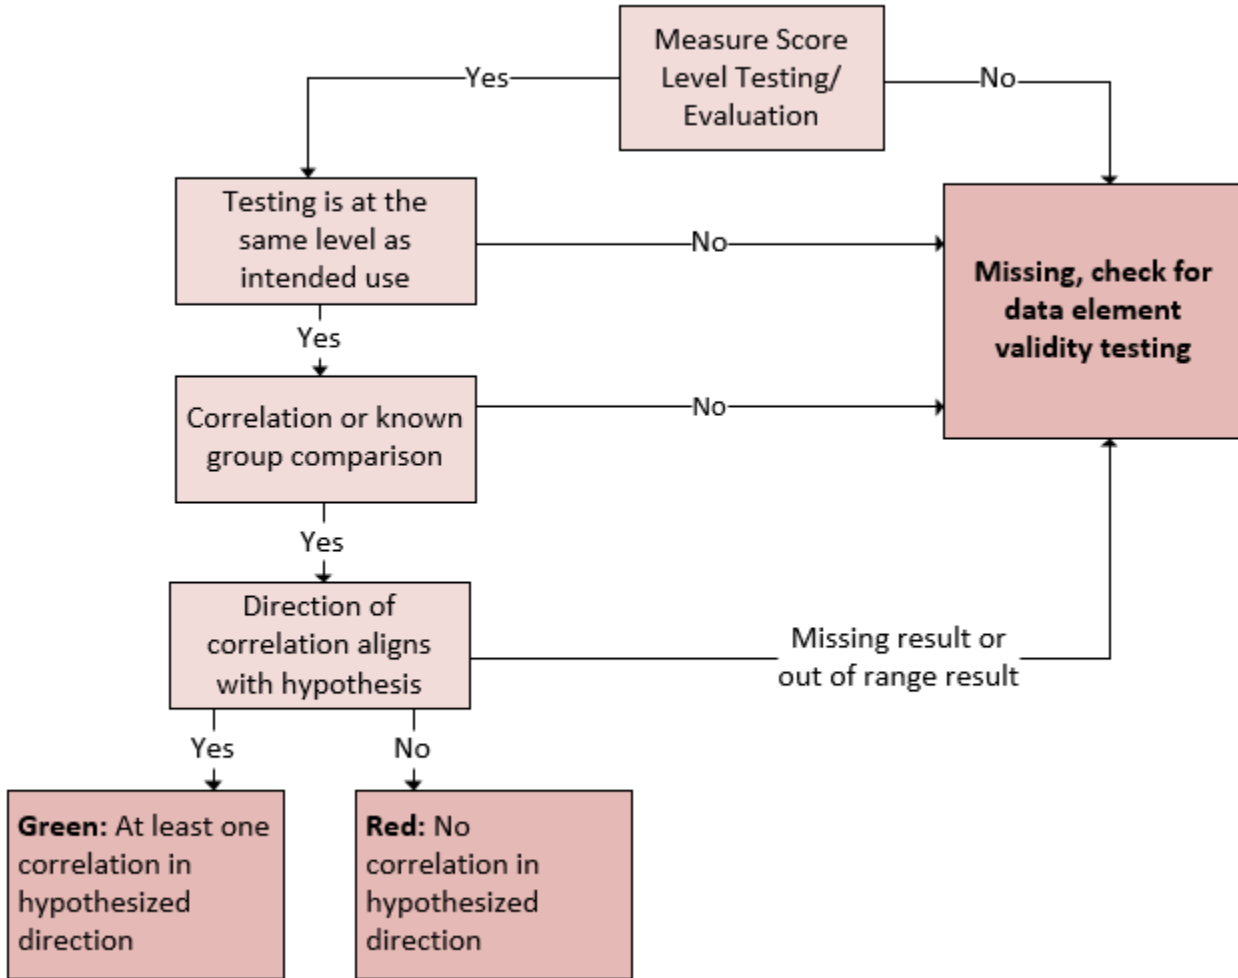 Measure Score
Level Testing/
Evaluation
Yes
No
Testing is at the
same level as
intended use
No
Missing, check for
data element
validity testing
Yes
Correlation or known
group comparison
No
Yes
Direction of
correlation aligns
with hypothesis
Missing result or
out of range result
Yes
No
Green: At least one
correlation in
hypothesized
direction
Red: No
correlation in
hypothesized
direction